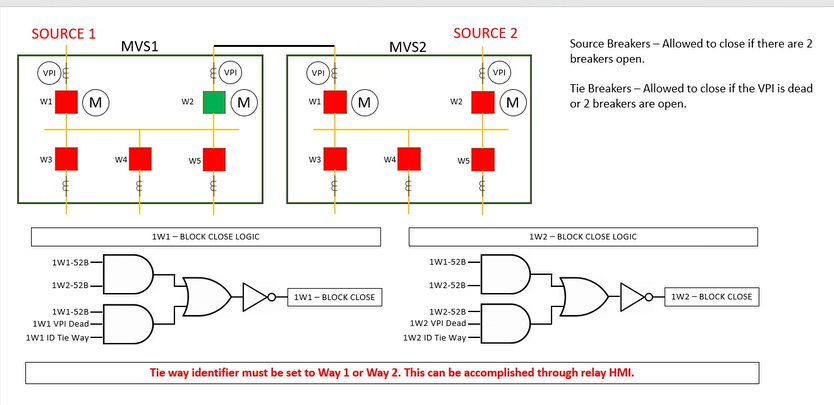 SOURCE 1
MVS1
SOURCE 2
MVS2
VPI
VPI
VPI
VPI
W1
M
W2
M
W1
M
W2
M
W3
W4
W5
W3
W4
W5
Source Breakers – Allowed to close if there are 2
breakers open.
Tie Breakers – Allowed to close if the VPI is dead
or 2 breakers are open.
1W1 – BLOCK CLOSE LOGIC
1W1-52B
1W2-52B
1W1-52B
1W1 VPI Dead
1W1 ID Tie Way
1W1 – BLOCK CLOSE
1W2 – BLOCK CLOSE LOGIC
1W1-52B
1W2-52B
1W2-52B
1W2 VPI Dead
1W2 ID Tie Way
1W2 – BLOCK CLOSE
Tie way identifier must be set to Way 1 or Way 2. This can be accomplished through relay HMI.